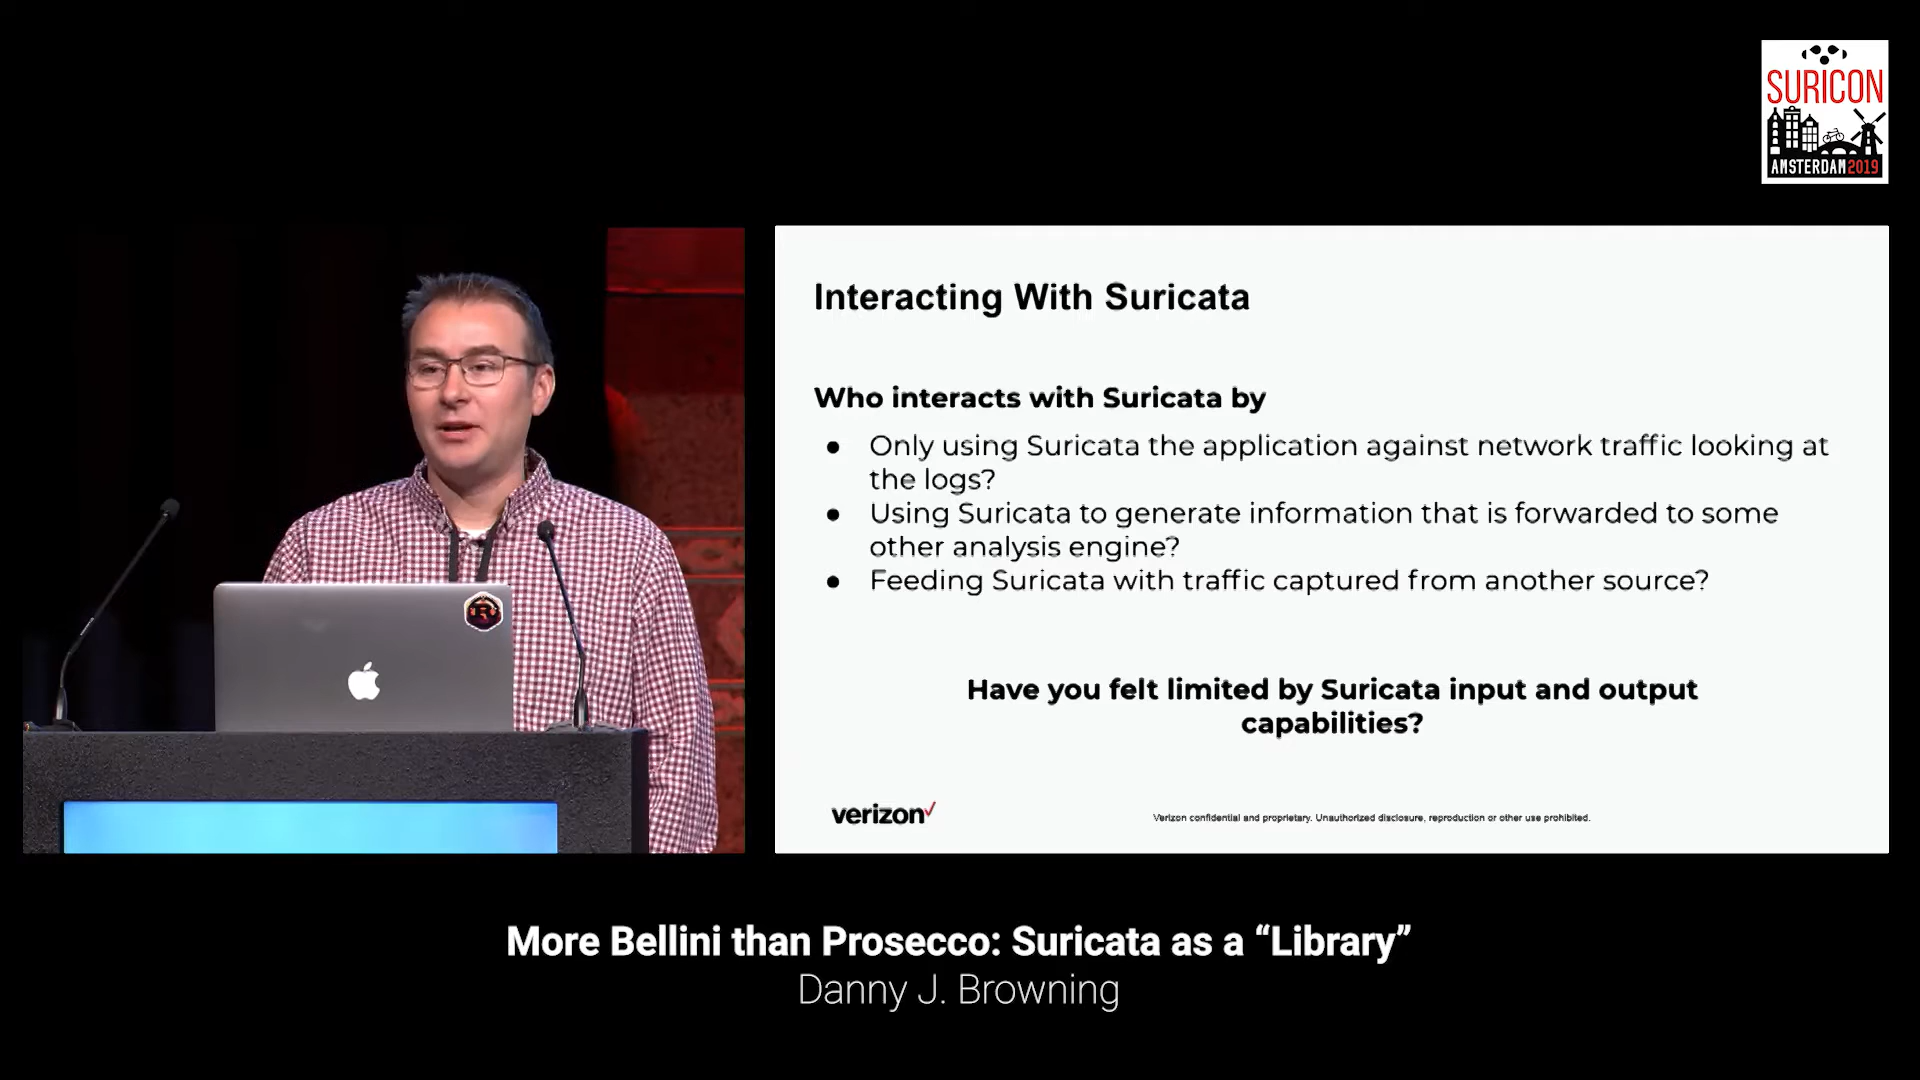 SURICON
AMSTERDAM 2019
Interacting With Suricata
Who interacts with Suricata by
● Only using Suricata the application against network traffic looking at
the logs?
● Using Suricata to generate information that is forwarded to some
other analysis engine?
● Feeding Suricata with traffic captured from another source?
Have you felt limited by Suricata input and output
capabilities?
verizon✓
Verizon confidential and proprietary. Unauthorized disclosure, reproduction or other use prohibited.
R
More Bellini than Prosecco: Suricata as a “Library”
Danny J. Browning